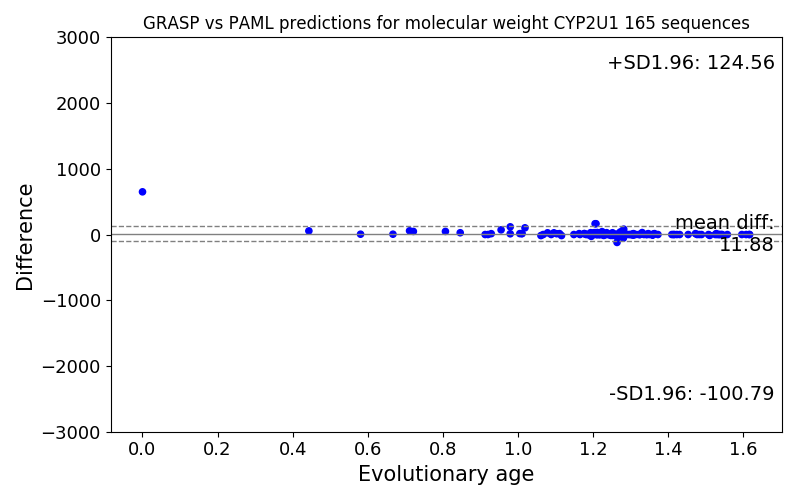 GRASP vs PAML predictions for molecular weight CYP2U1 165 sequences
3000
+SD1.96: 124.56
2000
1000
mean diff:
0
11.88
−1000
−2000
-SD1.96: -100.79
−3000
Difference
0.0 0.2 0.4 0.6 0.8 1.0 1.2 1.4 1.6
Evolutionary age